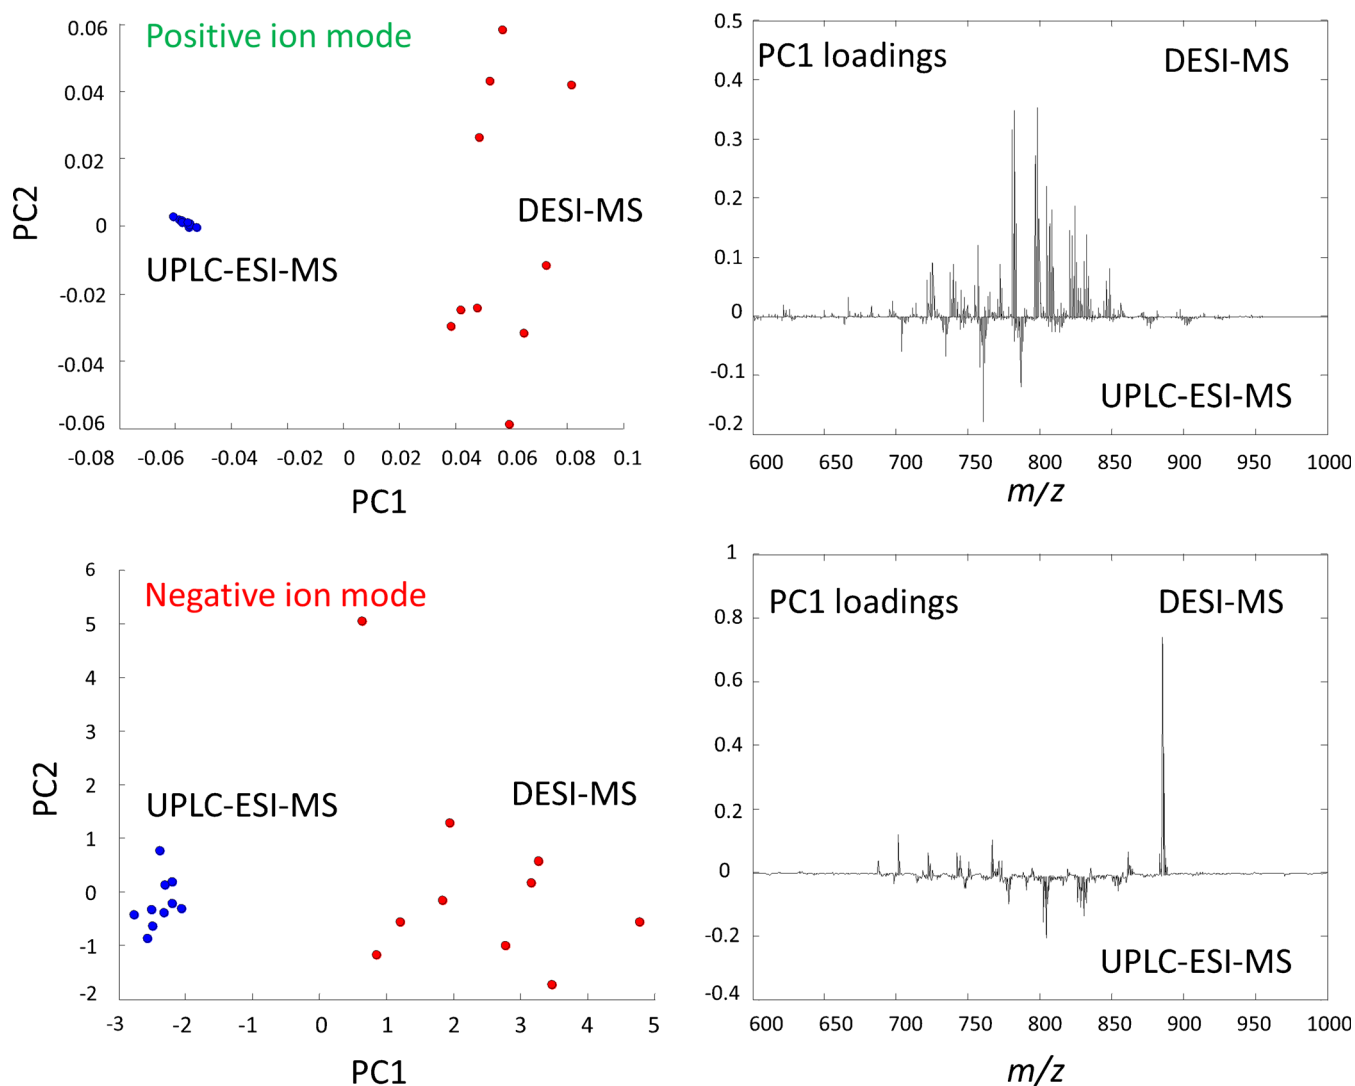 Positive ion mode
0.06
0.04
0.02
0
-0.02
-0.04
-0.06
PC2
DESI-MS
UPLC-ESI-MS
-0.08 -0.06 -0.04 -0.02 0 0.02 0.04 0.06 0.08 0.1
PC1
PC1 loadings
DESI-MS
0.5
0.4
0.3
0.2
0.1
0
-0.1
-0.2
UPLC-ESI-MS
600 650 700 750 800 850 900 950 1000
m/z
Negative ion mode
6
5
4
3
2
1
0
-1
-2
PC2
UPLC-ESI-MS
DESI-MS
-3 -2 -1 0 1 2 3 4 5
PC1
PC1 loadings
DESI-MS
1
0.8
0.6
0.4
0.2
0
-0.2
-0.4
UPLC-ESI-MS
600 650 700 750 800 850 900 950 1000
m/z